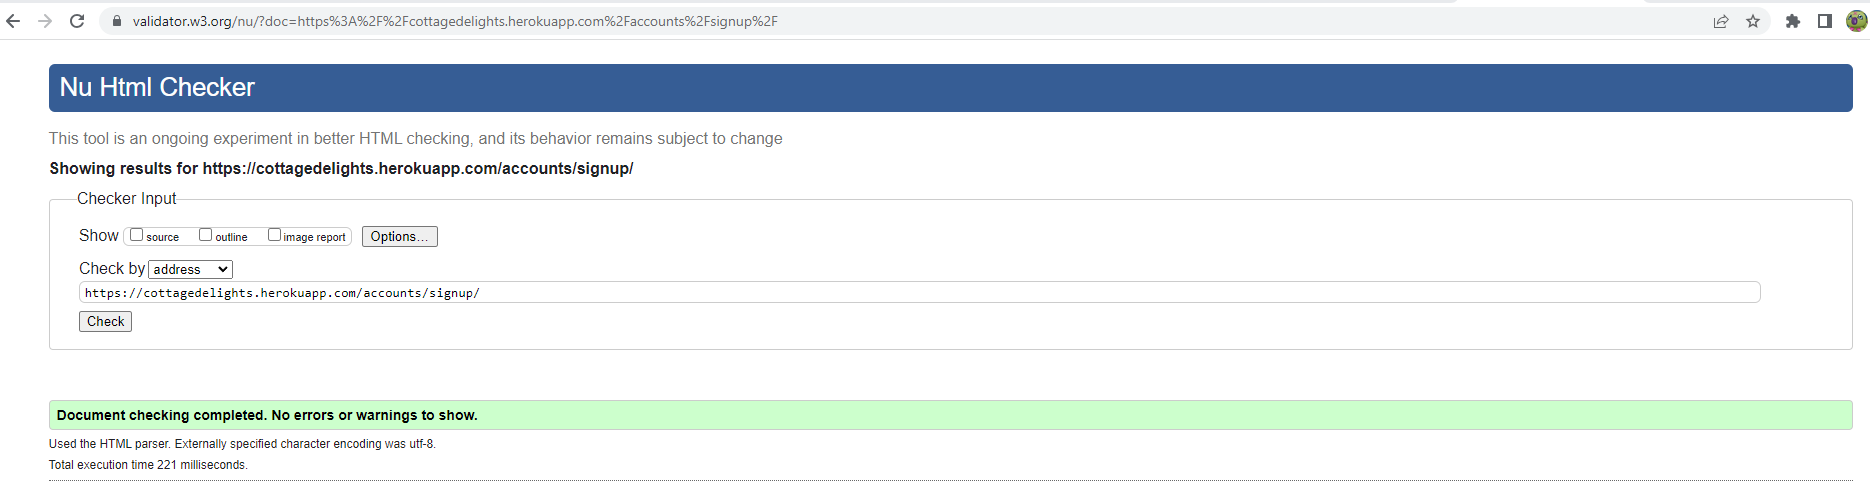 validator.w3.org/nu/?doc=https%3A%2F%2Fcottagedelights.herokuapp.com%2Faccounts%2Fsignup%2F
Nu Html Checker
This tool is an ongoing experiment in better HTML checking, and its behavior remains subject to change
Showing results for https://cottagedelights.herokuapp.com/accounts/signup/
Checker Input
Show source outline image report Options...
Check by address
https://cottagedelights.herokuapp.com/accounts/signup/
Check
Document checking completed. No errors or warnings to show.
Used the HTML parser. Externally specified character encoding was utf-8.
Total execution time 221 milliseconds.